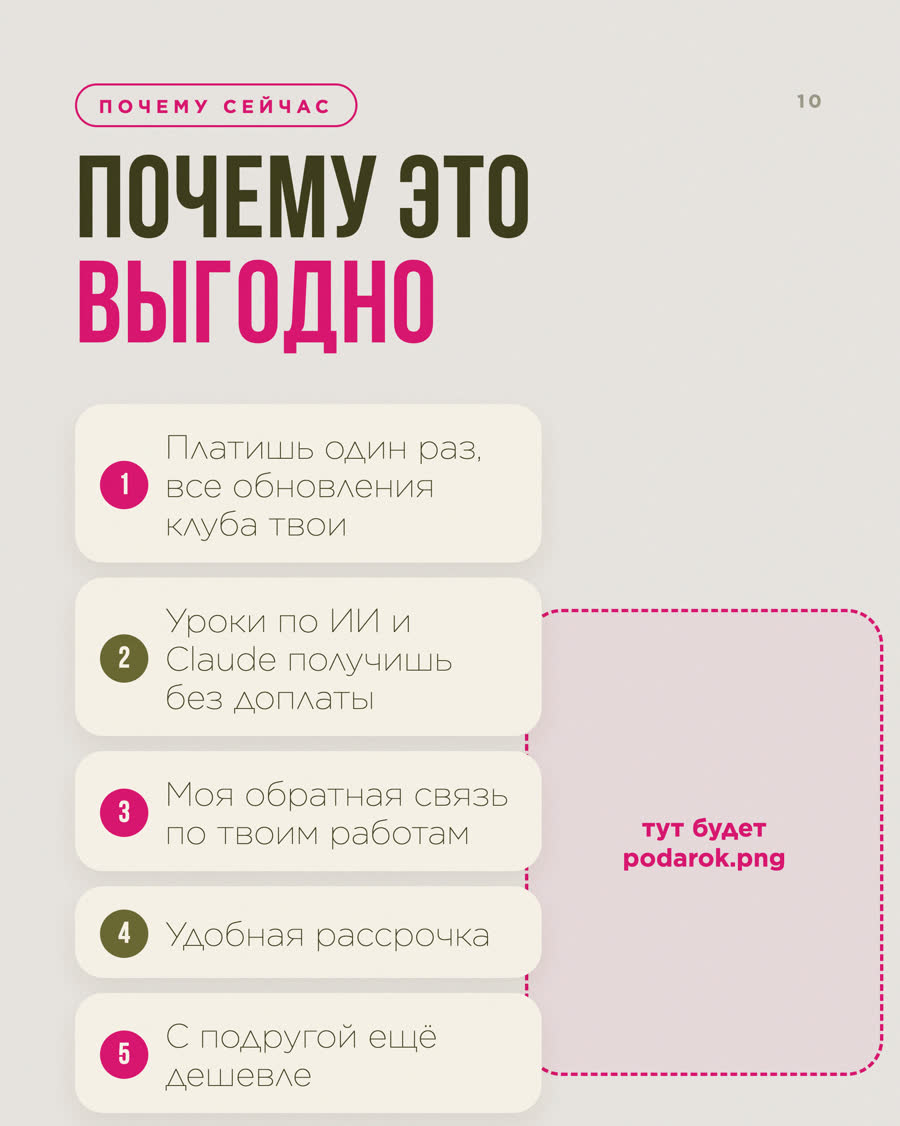 ПОЧЕМУ СЕЙЧАС
10
ПОЧЕМУ ЭТО
ВЫГОДНО
1
Платишь один раз,
все обновления
клуба твои
2
Уроки по ИИ и
Claude получишь
без доплаты
3
Моя обратная связь
по твоим работам
4
Удобная рассрочка
5
С подругой ещё
дешевле
тут будет
podarok.png